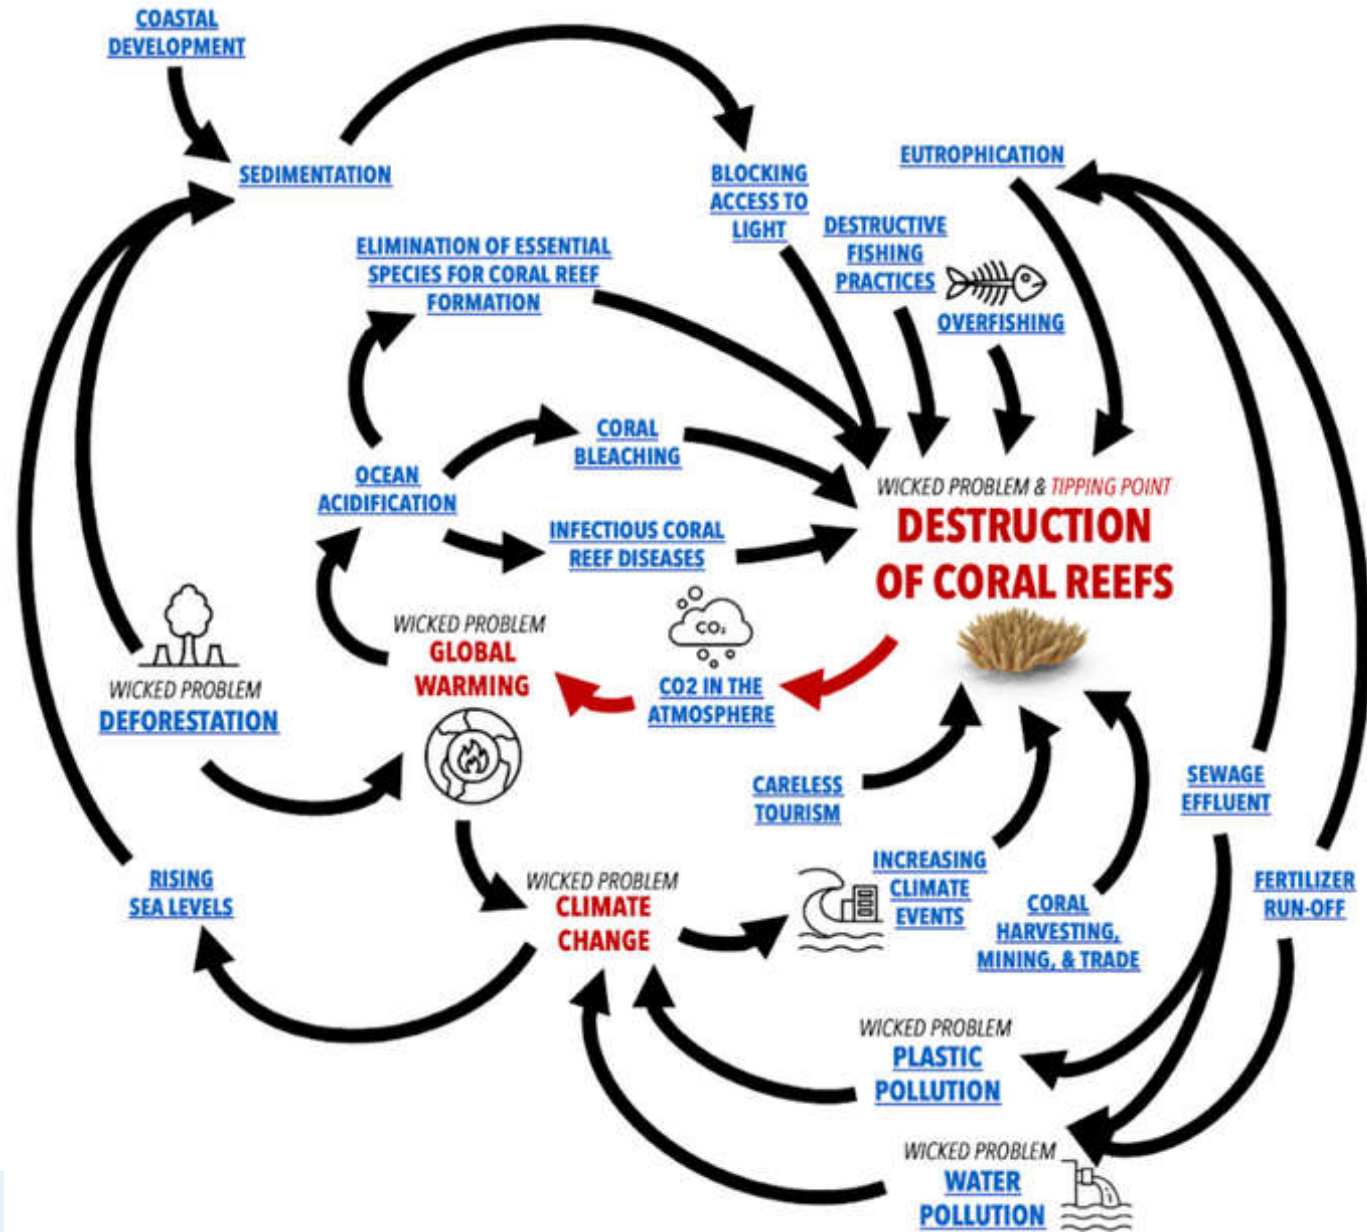 COASTAL
DEVELOPMENT
SEDIMENTATION
BLOCKING
ACCESS TO
LIGHT
EUTROPHICATION
DESTRUCTIVE
FISHING
PRACTICES
OVERFISHING
ELIMINATION OF ESSENTIAL
SPECIES FOR CORAL REEF
FORMATION
CORAL
BLEACHING
OCEAN
ACIDIFICATION
INFECTIOUS CORAL
REEF DISEASES
WICKED PROBLEM & TIPPING POINT
DESTRUCTION
OF CORAL REEFS
WICKED PROBLEM
GLOBAL
WARMING
CO₂
CO2 IN THE
ATMOSPHERE
WICKED PROBLEM
DEFORESTATION
CARELESS
TOURISM
SEWAGE
EFFLUENT
RISING
SEA LEVELS
WICKED PROBLEM
CLIMATE
CHANGE
INCREASING
CLIMATE
EVENTS
CORAL
HARVESTING,
MINING, & TRADE
FERTILIZER
RUN-OFF
WICKED PROBLEM
PLASTIC
POLLUTION
WICKED PROBLEM
WATER
POLLUTION